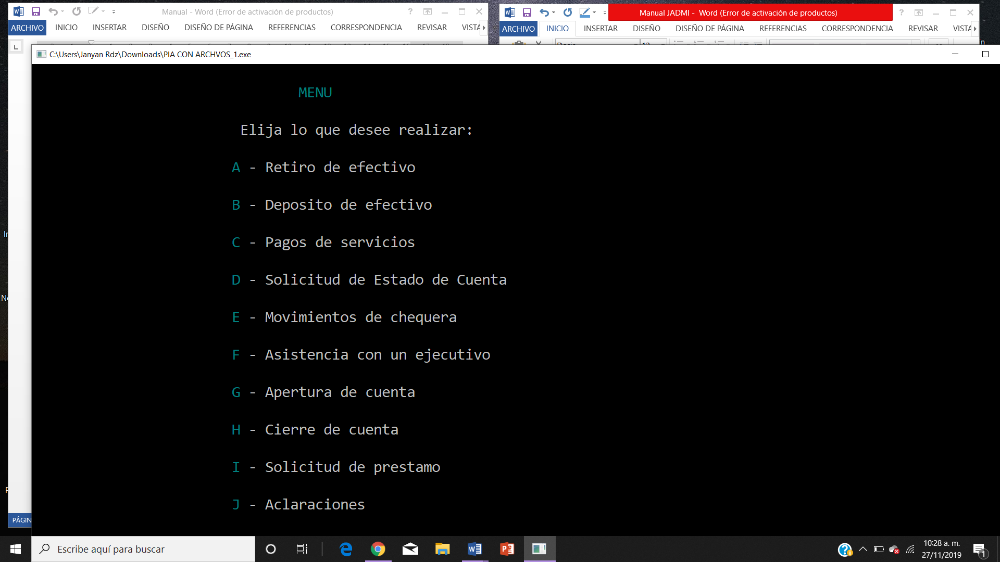 Manual - Word (Error de activación de productos)
ARCHIVO INICIO INSERTAR DISEÑO DISEÑO DE PÁGINA REFERENCIAS CORRESPONDENCIA REVISAR VISTA
Manual JADMI - Word (Error de activación de productos)
ARCHIVO INICIO INSERTAR DISEÑO DISEÑO DE PÁGINA REFERENCIAS CORRESPONDENCIA REVISAR VISTA
C:\Users\Janyan Rdz\Downloads\PIA CON ARCHVOS_1.exe
MENU
Elija lo que desee realizar:
A - Retiro de efectivo
B - Deposito de efectivo
C - Pagos de servicios
D - Solicitud de Estado de Cuenta
E - Movimientos de chequera
F - Asistencia con un ejecutivo
G - Apertura de cuenta
H - Cierre de cuenta
I - Solicitud de prestamo
J - Aclaraciones
PÁGIN
Escribe aquí para buscar
10:28 a. m.
27/11/2019
1